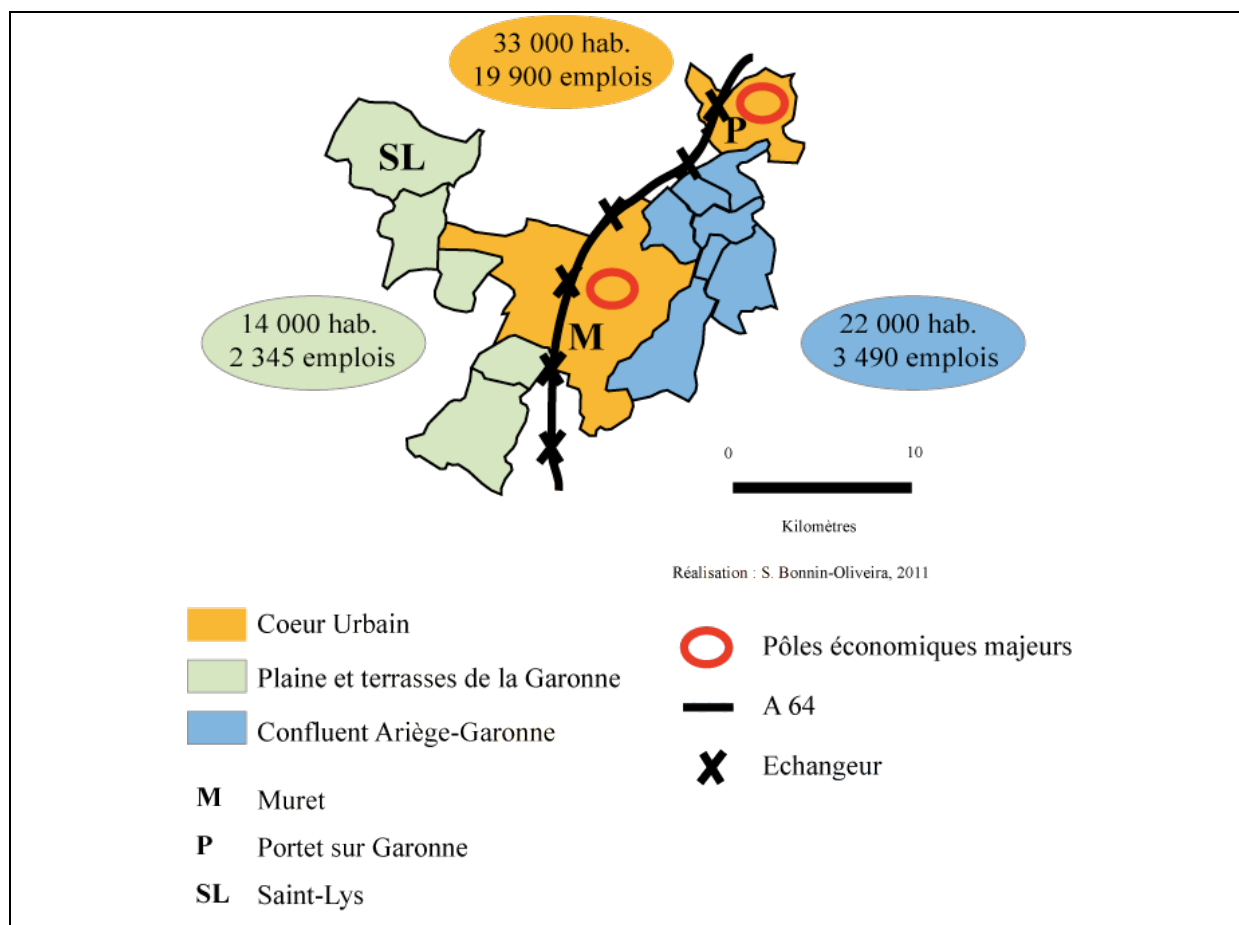 33 000 hab.
19 900 emplois
P
SL
14 000 hab.
2 345 emplois
M
22 000 hab.
3 490 emplois
0 10
Kilomètres
Réalisation : S. Bonnin-Oliveira, 2011
Coeur Urbain
Plaine et terrasses de la Garonne
Confluent Ariège-Garonne
M Muret
P Portet sur Garonne
SL Saint-Lys
Pôles économiques majeurs
A 64
Echangeur